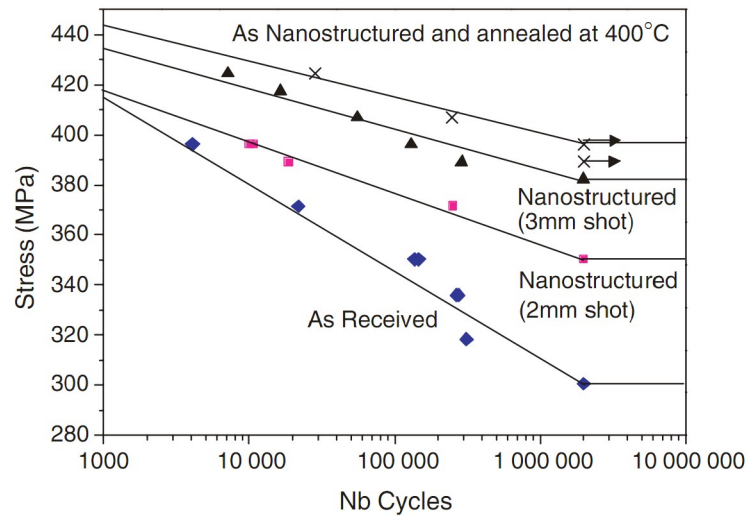 As Nanostructured and annealed at 400°C
440
420
400
380
360
340
320
300
280
Stress (MPa)
Nanostructured
(3mm shot)
Nanostructured
(2mm shot)
As Received
1000
10 000
100 000
1 000 000
10 000 000
Nb Cycles